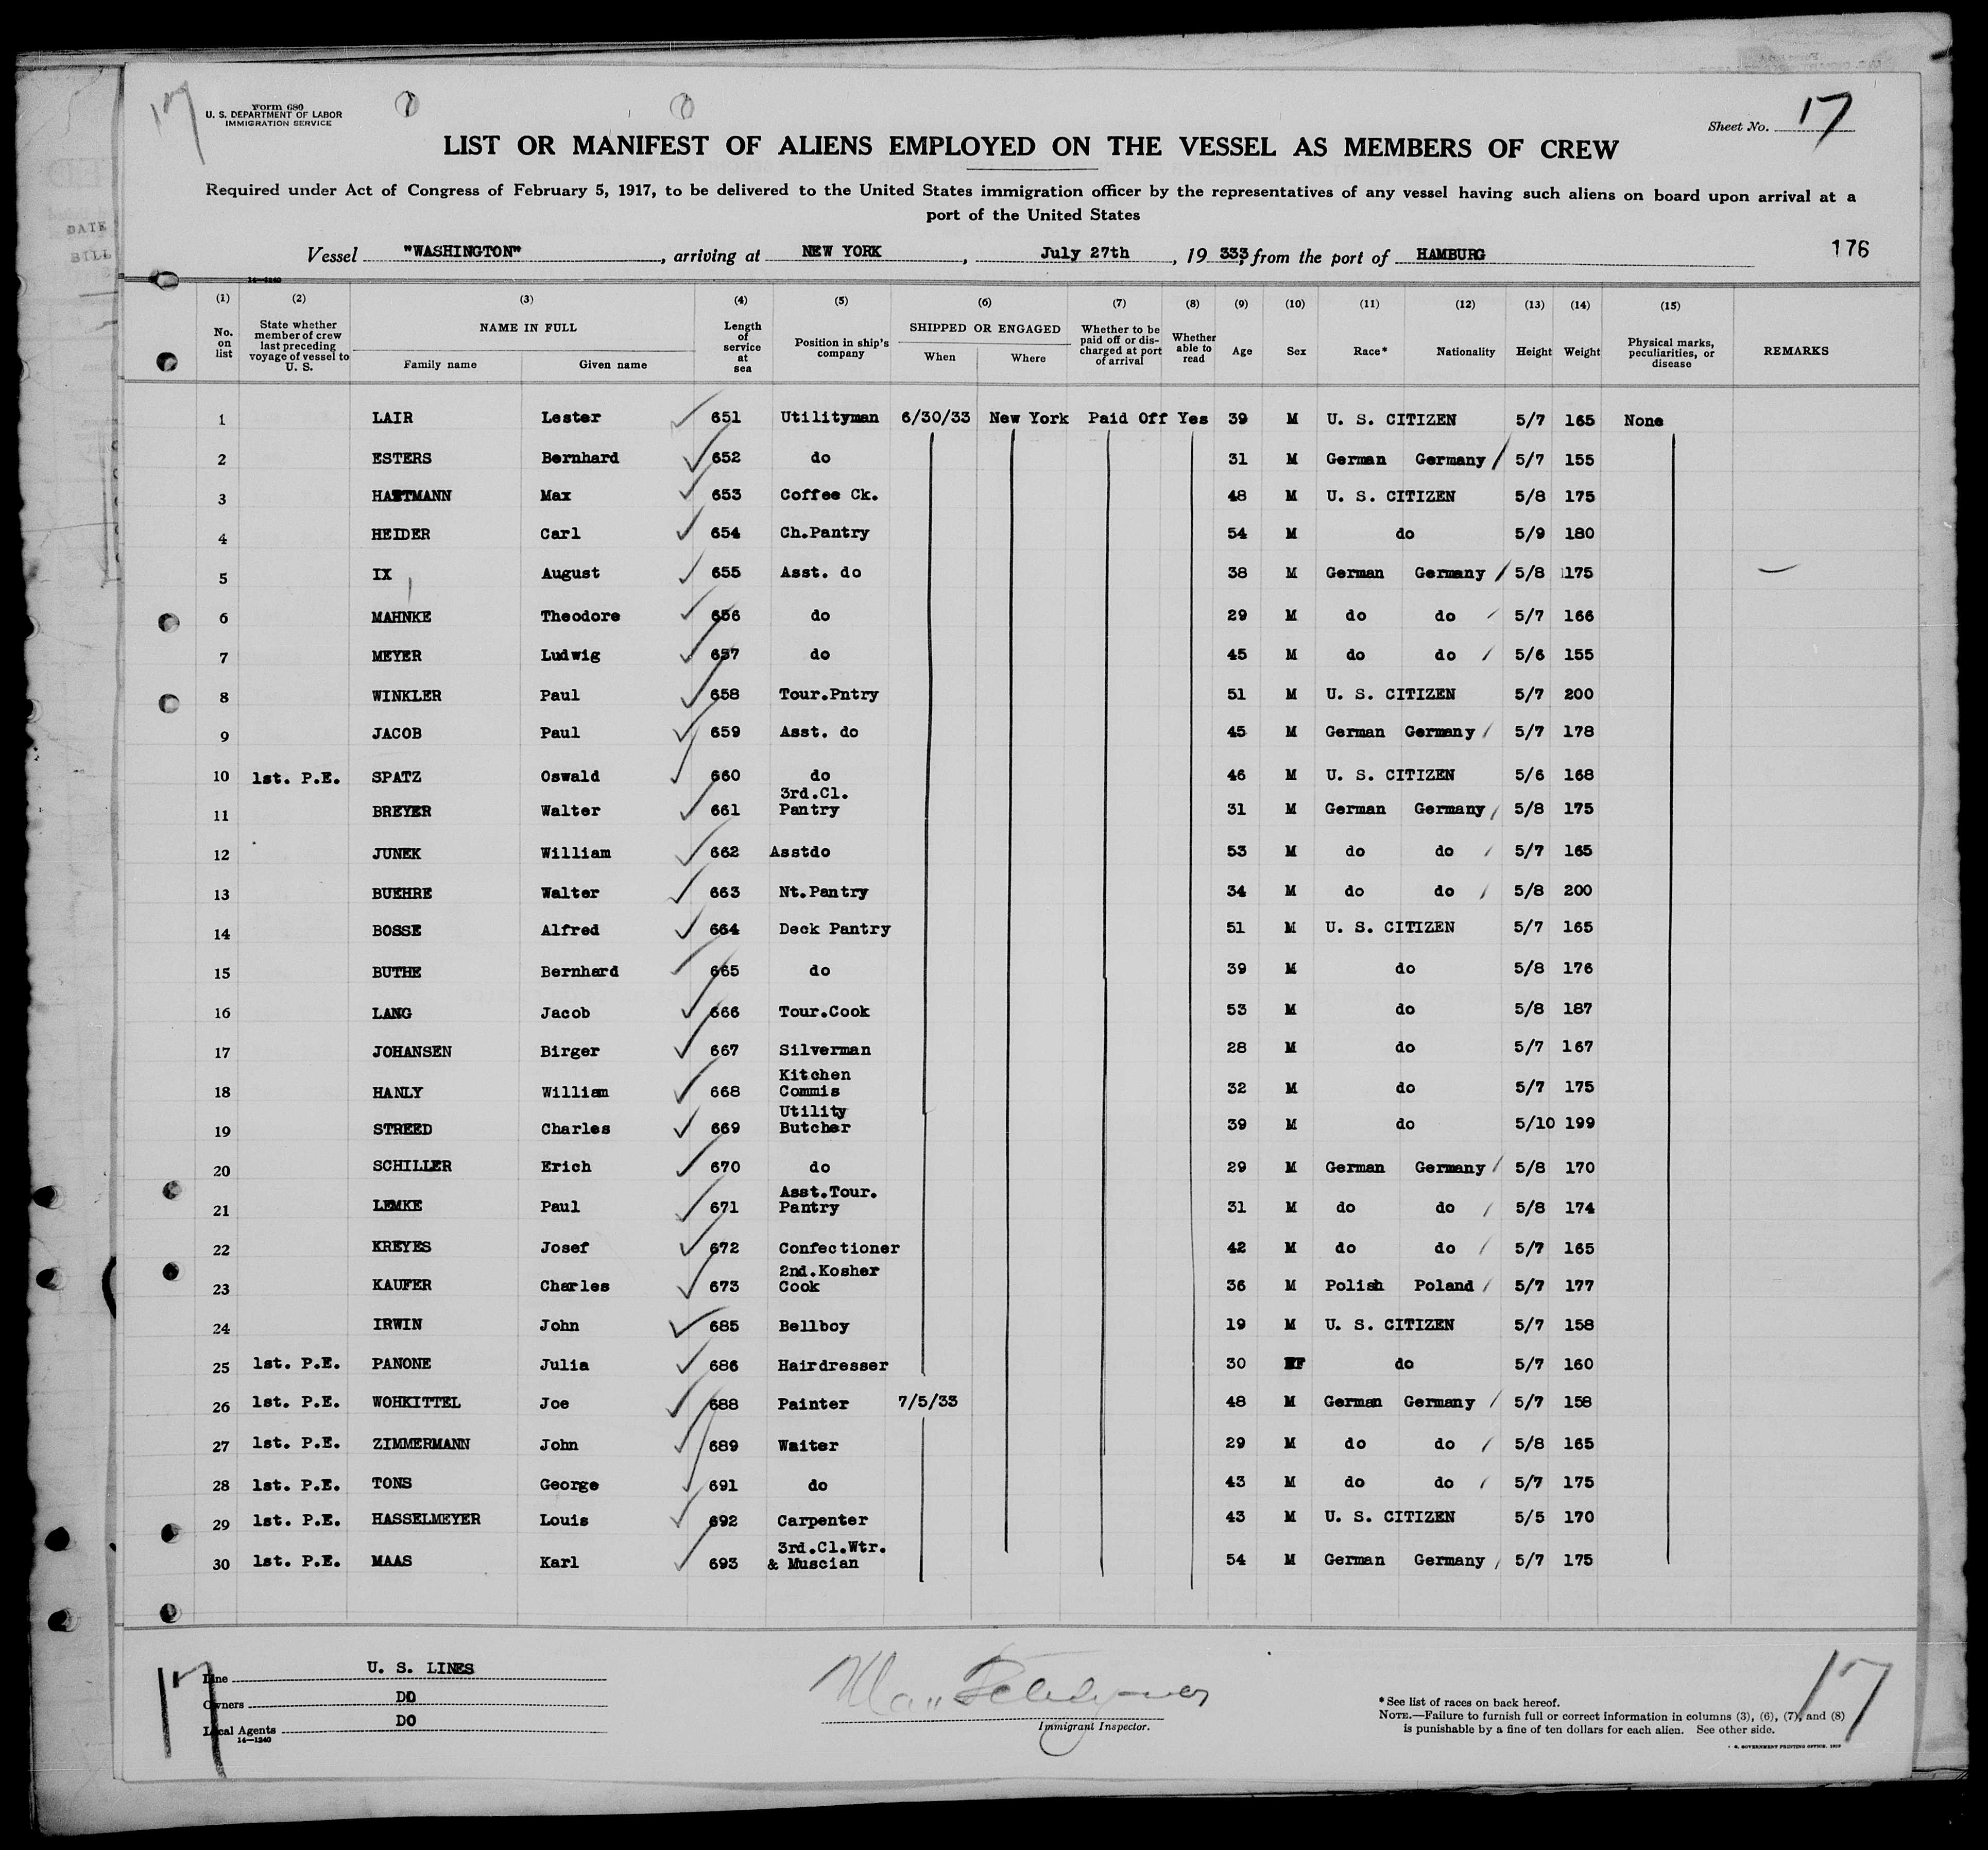 17
Form 680
U. S. DEPARTMENT OF LABOR
IMMIGRATION SERVICE
Sheet No. 17
LIST OR MANIFEST OF ALIENS EMPLOYED ON THE VESSEL AS MEMBERS OF CREW
Required under Act of Congress of February 5, 1917, to be delivered to the United States immigration officer by the representatives of any vessel having such aliens on board upon arrival at a
port of the United States
Vessel "WASHINGTON", arriving at NEW YORK, July 27th, 19 333, from the port of HAMBURG
176
14—1240
(1) (2) (3) (4) (5) (6) (7) (8) (9) (10) (11) (12) (13) (14) (15)
No. on list State whether member of crew last preceding voyage of vessel to U. S. NAME IN FULL Family name Given name Length of service at sea Position in ship's company SHIPPED OR ENGAGED When Where Whether to be paid off or discharged at port of arrival Whether able to read Age Sex Race* Nationality Height Weight Physical marks, peculiarities, or disease REMARKS
1 LAIR Lester 651 Utilityman 6/30/33 New York Paid Off Yes 39 M U. S. CITIZEN 5/7 165 None
2 ESTERS Bernhard 652 do 31 M German Germany 5/7 155
3 HARTMANN Max 653 Coffee Ck. 48 M U. S. CITIZEN 5/8 175
4 HEIDER Carl 654 Ch.Pantry 54 M do 5/9 180
5 IX August 655 Asst. do 38 M German Germany 5/8 175
6 MAHNKE Theodore 656 do 29 M do do 5/7 166
7 MEYER Ludwig 657 do 45 M do do 5/6 155
8 WINKLER Paul 658 Tour.Pntry 51 M U. S. CITIZEN 5/7 200
9 JACOB Paul 659 Asst. do 45 M German Germany 5/7 178
10 1st. P.E. SPATZ Oswald 660 do 46 M U. S. CITIZEN 5/6 168
11 BREYER Walter 661 3rd.Cl. Pantry 31 M German Germany 5/8 175
12 JUNEK William 662 Asstdo 53 M do do 5/7 165
13 BUEHRE Walter 663 Nt.Pantry 34 M do do 5/8 200
14 BOSSE Alfred 664 Deck Pantry 51 M U. S. CITIZEN 5/7 165
15 BUTHE Bernhard 665 do 39 M do 5/8 176
16 LANG Jacob 666 Tour.Cook 53 M do 5/8 187
17 JOHANSEN Birger 667 Silverman 28 M do 5/7 167
18 HANLY William 668 Kitchen Commis 32 M do 5/7 175
19 STREED Charles 669 Utility Butcher 39 M do 5/10 199
20 SCHILLER Erich 670 do 29 M German Germany 5/8 170
21 LEMKE Paul 671 Asst.Tour. Pantry 31 M do do 5/8 174
22 KREYES Josef 672 Confectioner 42 M do do 5/7 165
23 KAUFER Charles 673 2nd.Kosher Cook 36 M Polish Poland 5/7 177
24 IRWIN John 685 Bellboy 19 M U. S. CITIZEN 5/7 158
25 1st. P.E. PANONE Julia 686 Hairdresser 30 F do 5/7 160
26 1st. P.E. WOHKITTEL Joe 688 Painter 7/5/33 48 M German Germany 5/7 158
27 1st. P.E. ZIMMERMANN John 689 Waiter 29 M do do 5/8 165
28 1st. P.E. TONS George 691 do 43 M do do 5/7 175
29 1st. P.E. HASSELMEYER Louis 692 Carpenter 43 M U. S. CITIZEN 5/5 170
30 1st. P.E. MAAS Karl 693 3rd.Cl.Wtr. & Muscian 54 M German Germany 5/7 175
17
Line U. S. LINES
Owners DO
Local Agents DO
14—1240
Immigrant Inspector.
*See list of races on back hereof.
NOTE.—Failure to furnish full or correct information in columns (3), (6), (7), and (8)
is punishable by a fine of ten dollars for each alien. See other side.
17
DATE
BILL